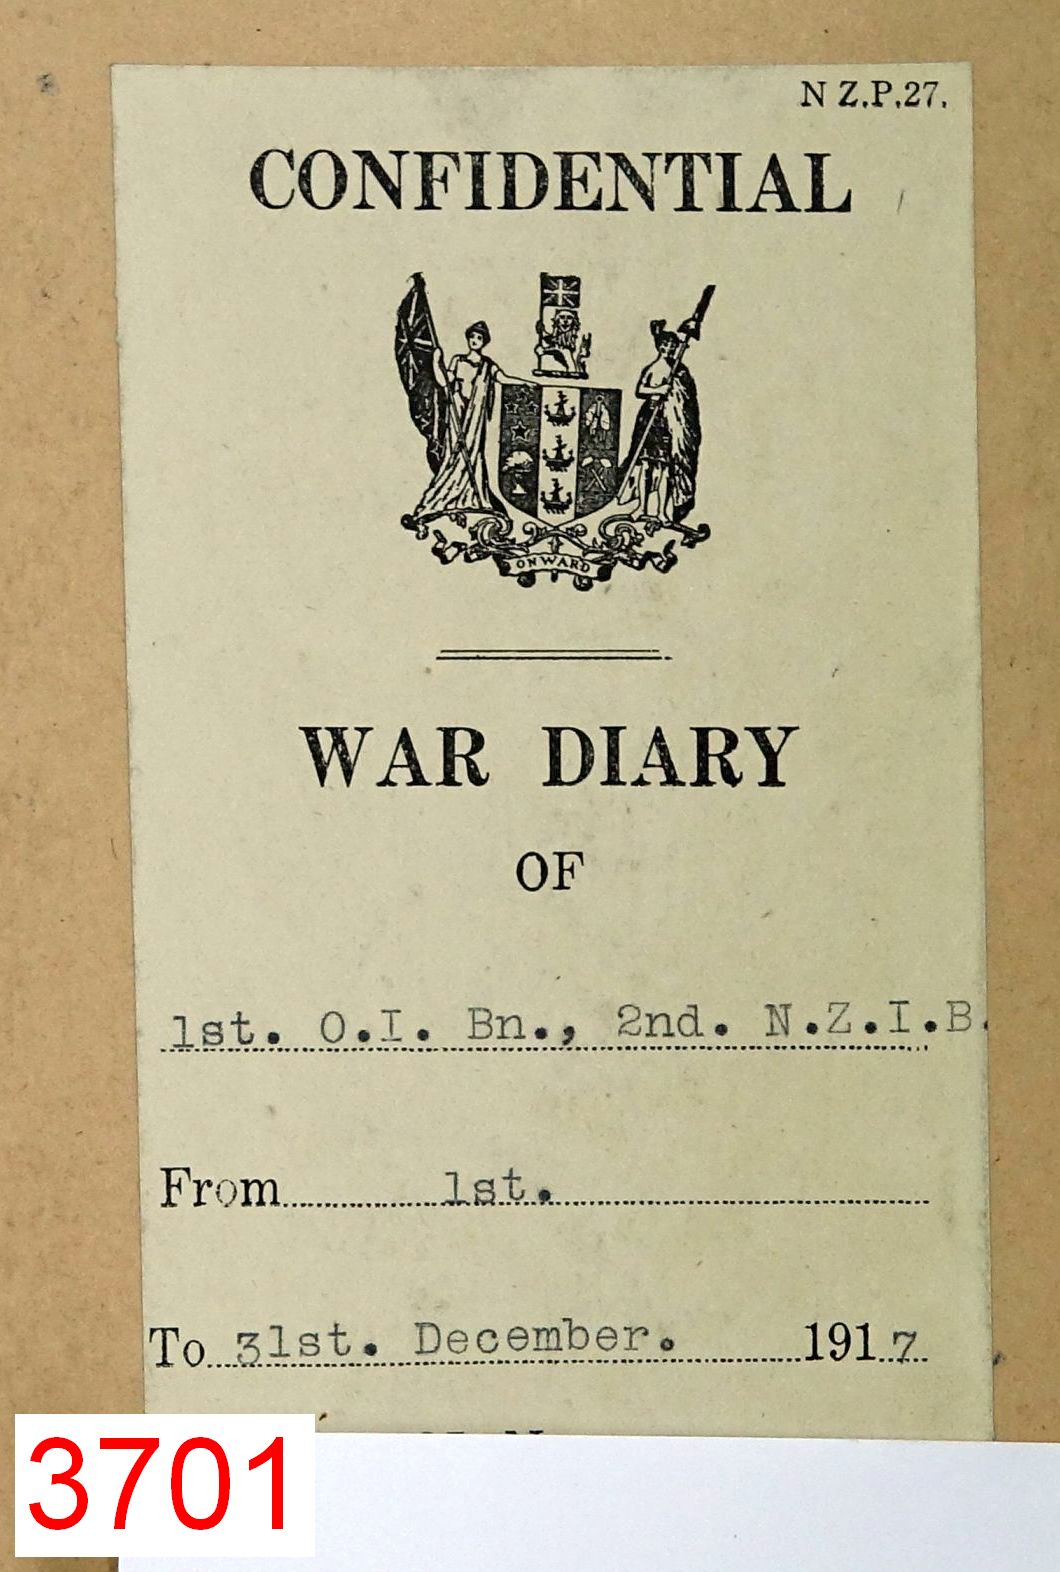 N Z.P.27.
CONFIDENTIAL
ONWARD
WAR DIARY
OF
1st. O.I. Bn., 2nd. N.Z.I.B.
From 1st.
To 31st. December. 1917
3701